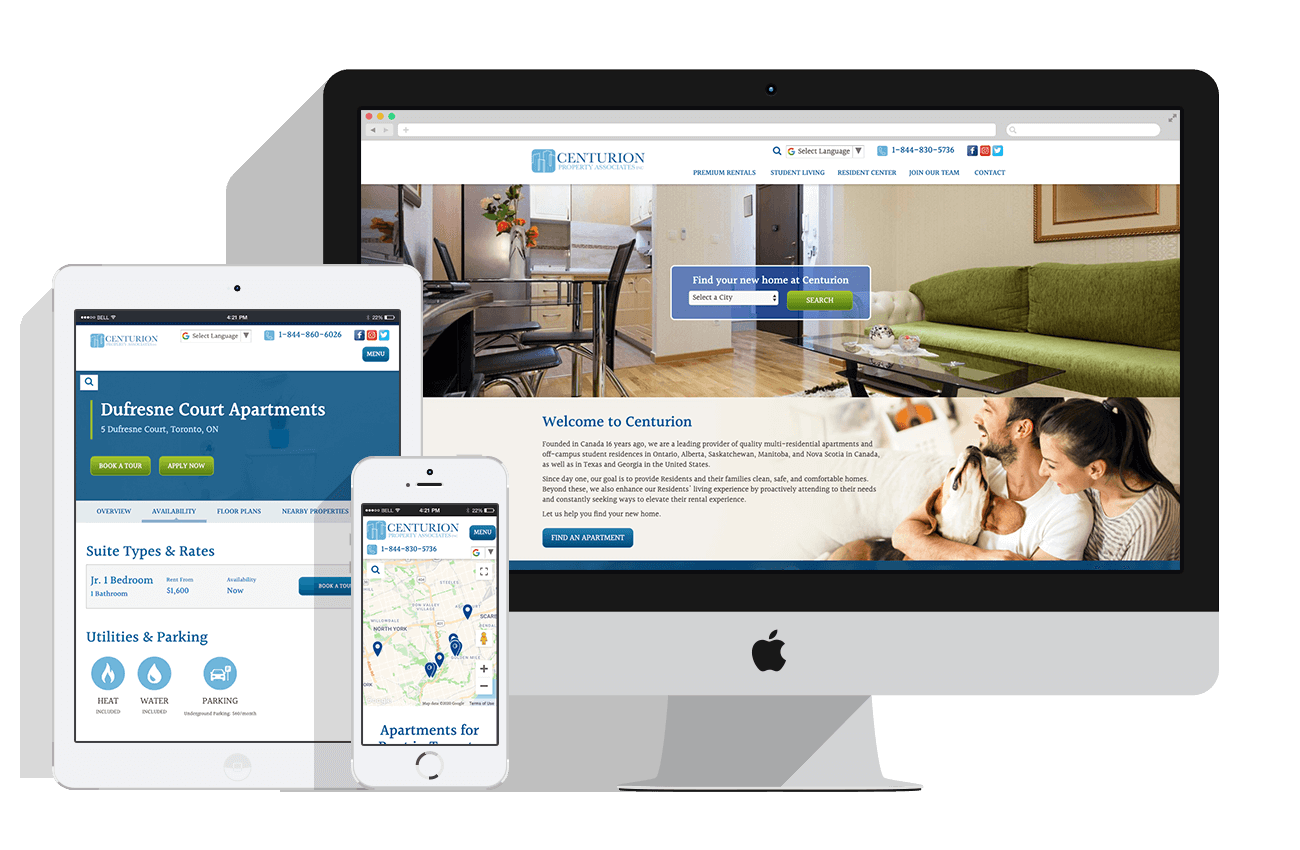 CENTURION
PROPERTY ASSOCIATES INC.
Select Language ▼
1-844-830-5736
PREMIUM RENTALS
STUDENT LIVING
RESIDENT CENTER
JOIN OUR TEAM
CONTACT
Find your new home at Centurion
Select a City
SEARCH
Welcome to Centurion
Founded in Canada 16 years ago, we are a leading provider of quality multi-residential apartments and
off-campus student residences in Ontario, Alberta, Saskatchewan, Manitoba, and Nova Scotia in Canada,
as well as in Texas and Georgia in the United States.
Since day one, our goal is to provide Residents and their families clean, safe, and comfortable homes.
Beyond these, we also enhance our Residents` living experience by proactively attending to their needs
and constantly seeking ways to elevate their rental experience.
Let us help you find your new home.
FIND AN APARTMENT
BELL
4:21 PM
22%
CENTURION
PROPERTY ASSOCIATES
Select Language ▼
1-844-860-6026
MENU
Dufresne Court Apartments
5 Dufresne Court, Toronto, ON
BOOK A TOUR
APPLY NOW
OVERVIEW
AVAILABILITY
FLOOR PLANS
NEARBY PROPERTIES
Suite Types & Rates
Jr. 1 Bedroom
1 Bathroom
Rent From
$1,600
Availability
Now
BOOK A TOU
Utilities & Parking
HEAT
INCLUDED
WATER
INCLUDED
PARKING
Underground Parking: $60/month
BELL
4:21 PM
22%
CENTURION
PROPERTY ASSOCIATES INC.
MENU
1-844-830-5736
STEELES
DON VALLEY
VILLAGE
WILLOWDALE
NORTH YORK
401
SCAR
GOLDEN MILE
Map data ©2020 Google
Terms of Use
Apartments for